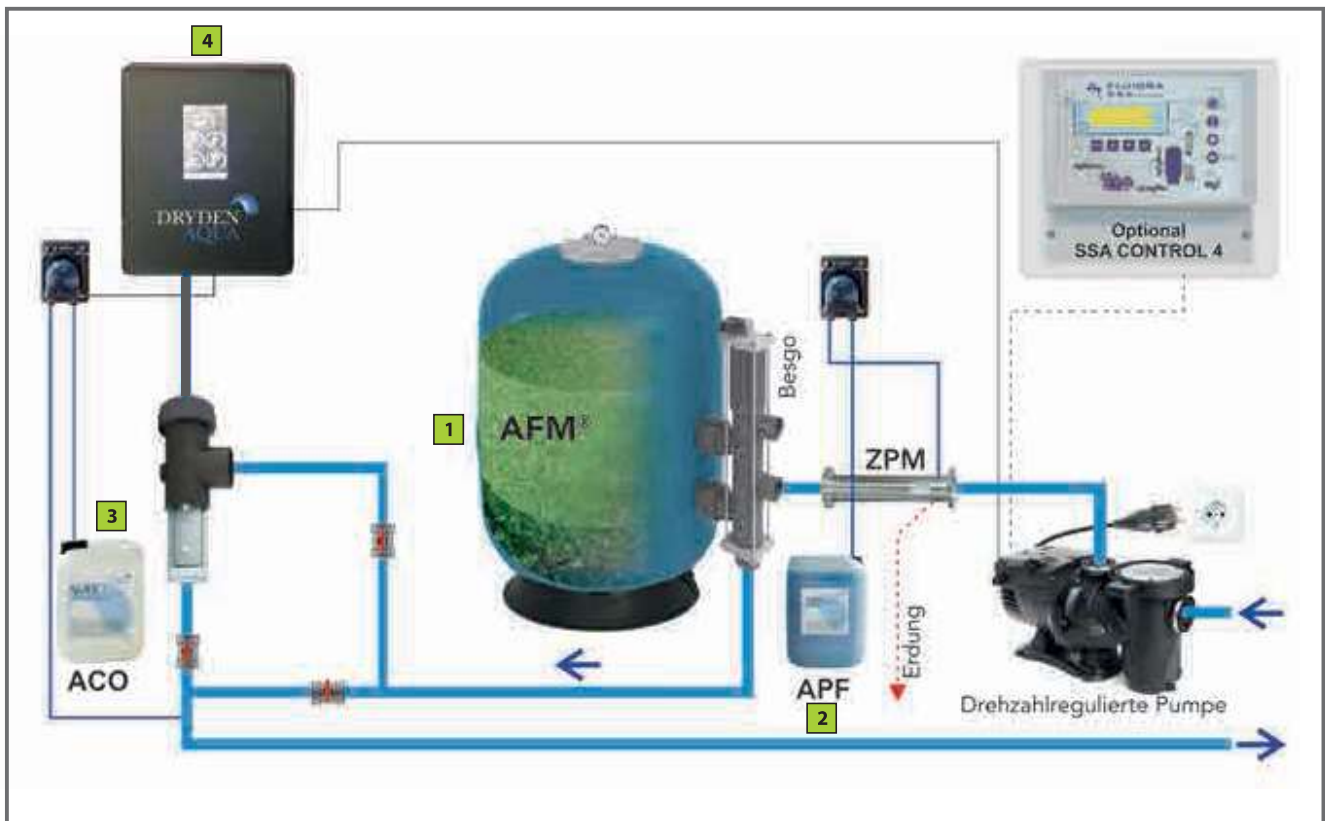 4
DRYDEN
AQUA
Optional
SSA CONTROL 4
Besgo
1
AFM®
ZPM
3
ACO
Erdung
APF
2
Drehzahlregulierte Pumpe